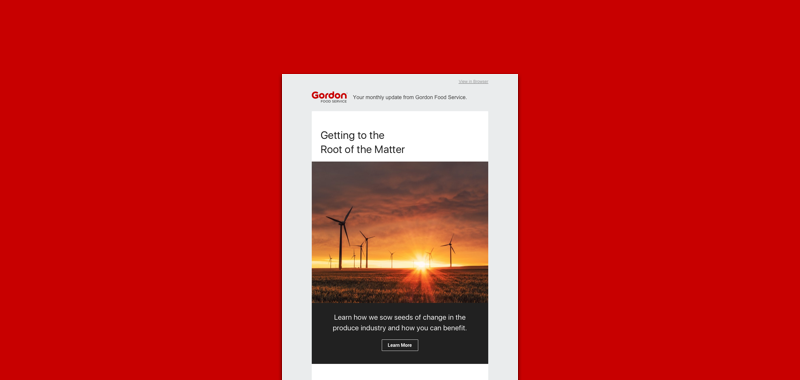 View in Browser
Gordon
FOOD SERVICE
Your monthly update from Gordon Food Service.
Getting to the
Root of the Matter
Learn how we sow seeds of change in the
produce industry and how you can benefit.
Learn More